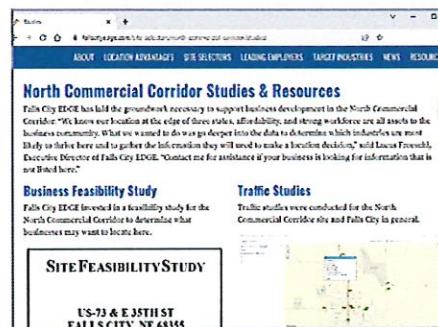 Studies
ABOUT LOCATION ADVANTAGES SITE SELECTORS LEADING EMPLOYERS TARGET INDUSTRIES NEWS RESOURC
North Commercial Corridor Studies & Resources
Falls City EDGE has laid the groundwork necessary to support business development in the North Commercial
Corridor. "We know our location at the edge of three states, affordability, and strong workforce are all assets to the
business community. What we wanted to do was go deeper into the data to determine which industries are most
likely to thrive here and to gather the information they will need to make a location decision," said Lucas Froeschl,
Executive Director of Falls City EDGE. "Contact me for assistance if your business is looking for information that is
not listed here."
Business Feasibility Study
Falls City EDGE invested in a feasibility study for the
North Commercial Corridor to determine what
businesses may want to locate here.
Traffic Studies
Traffic studies were conducted for the North
Commercial Corridor site and Falls City in general.
SITE FEASIBILITY STUDY
US-73 & E 35TH ST
FALLS CITY, NE 68355